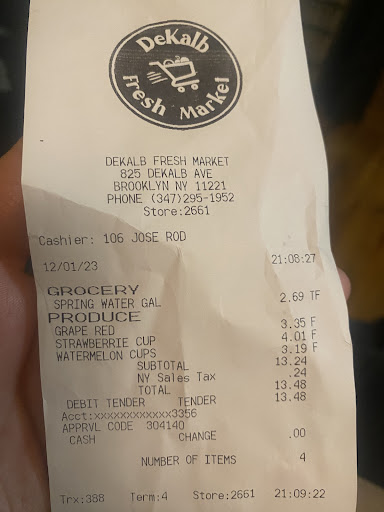 DeKalb
Fresh Market
DEKALB FRESH MARKET
825 DEKALB AVE
BROOKLYN NY 11221
PHONE (347)295-1952
Store:2661
Cashier: 106 JOSE ROD
12/01/23 21:08:27
GROCERY
SPRING WATER GAL 2.69 TF
PRODUCE
GRAPE RED 3.35 F
STRAWBERRIE CUP 4.01 F
WATERMELON CUPS 3.19 F
SUBTOTAL 13.24
NY Sales Tax .24
TOTAL 13.48
DEBIT TENDER TENDER 13.48
Acct:xxxxxxxxxxxx3356
APPRVL CODE 304140
CASH CHANGE .00
NUMBER OF ITEMS 4
Trx:388 Term:4 Store:2661 21:09:22